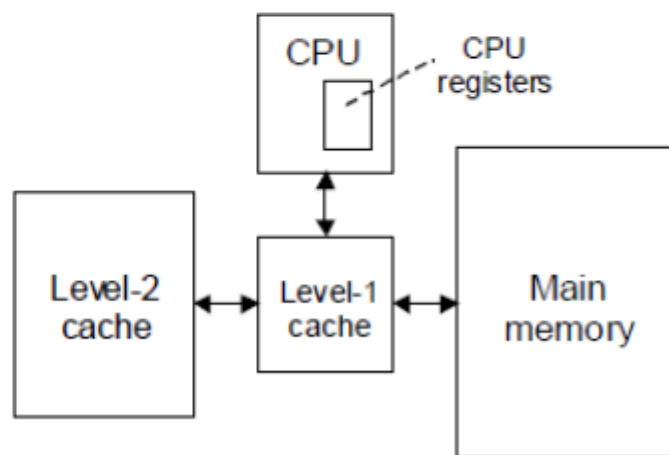 CPU
CPU
registers
Level-2
cache
Level-1
cache
Main
memory